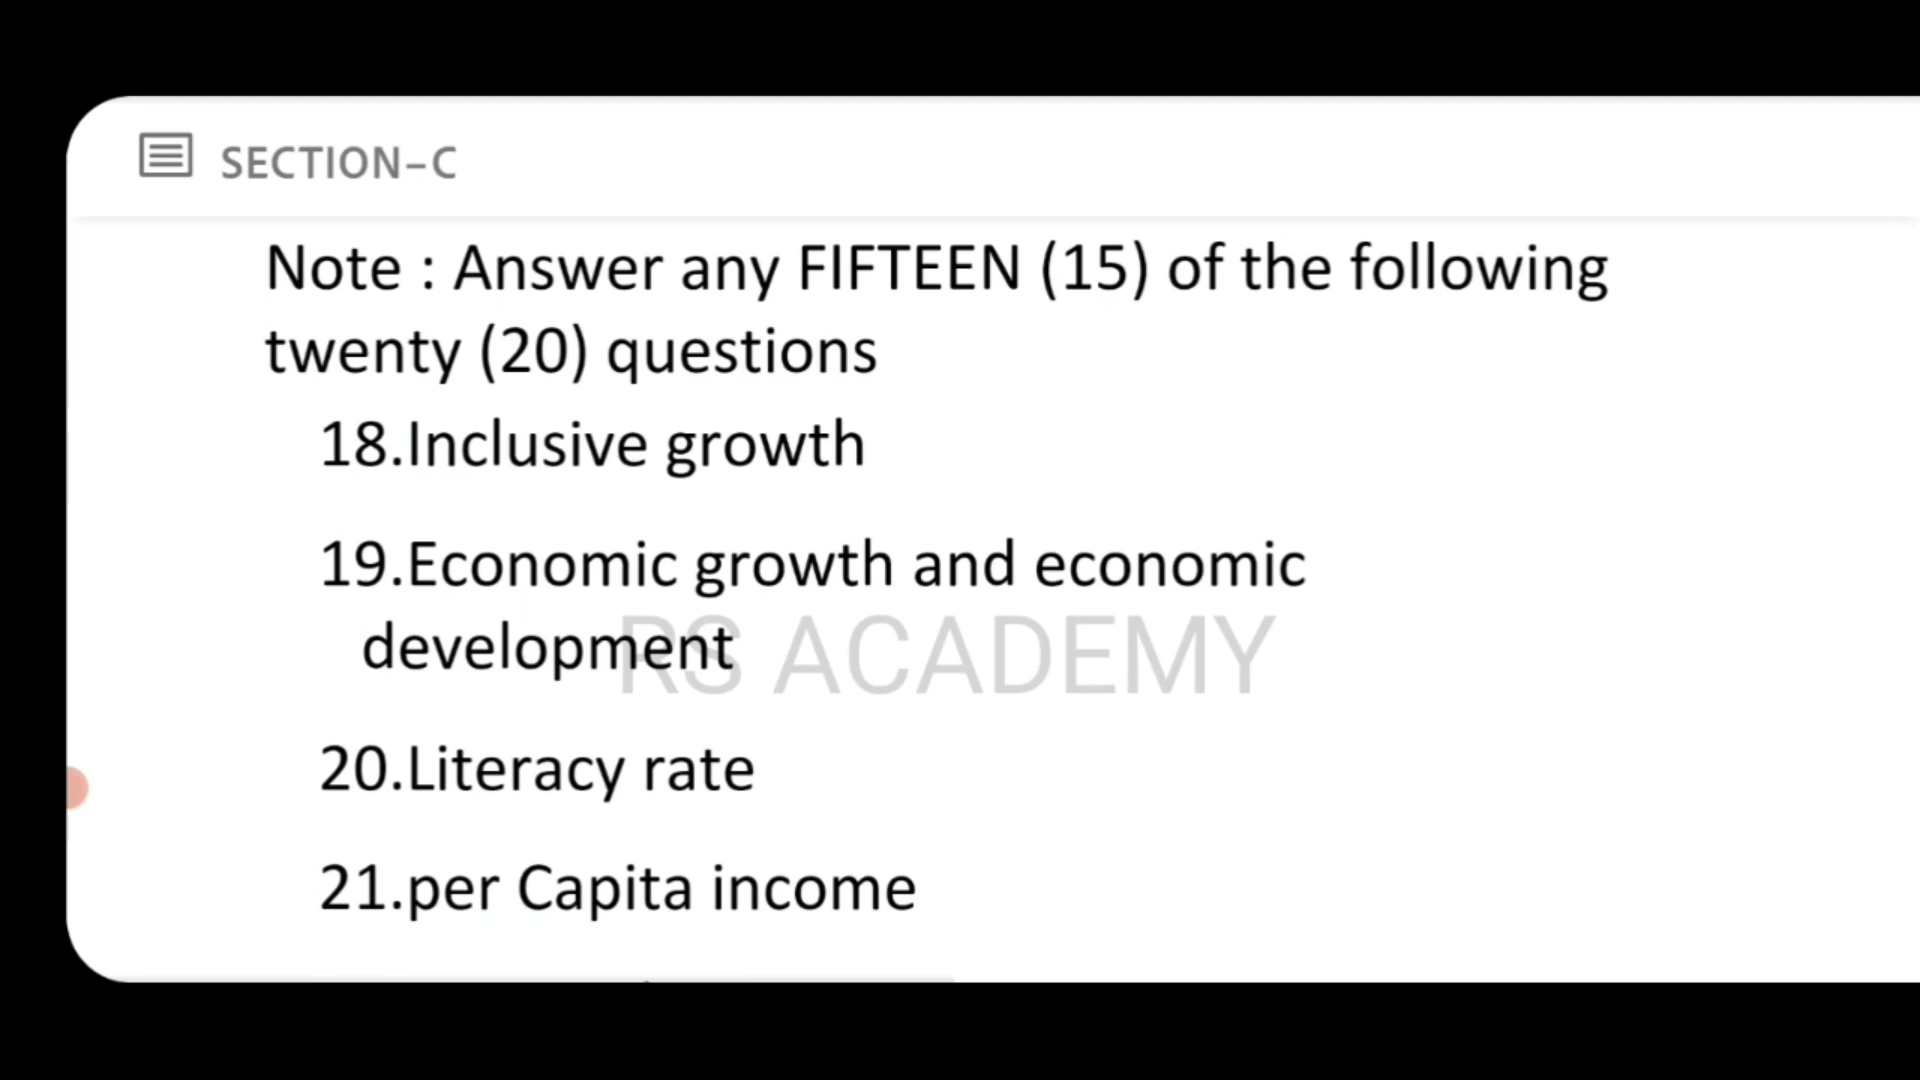 SECTION-C
Note : Answer any FIFTEEN (15) of the following
twenty (20) questions
18.Inclusive growth
19.Economic growth and economic
development
RS ACADEMY
20.Literacy rate
21.per Capita income